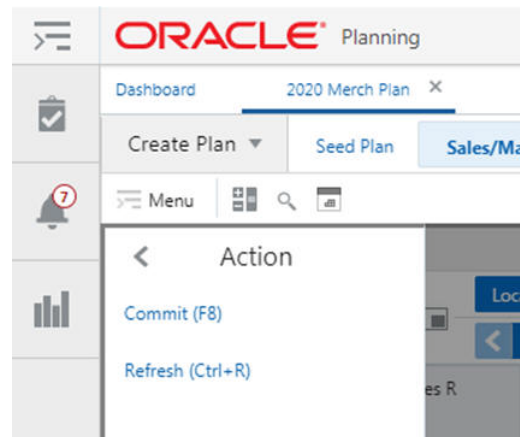 ORACLE Planning
Dashboard 2020 Merch Plan ×
Create Plan Seed Plan Sales/Ma
7
Menu
Action
Loc
Commit (F8)
Refresh (Ctrl+R)
es R